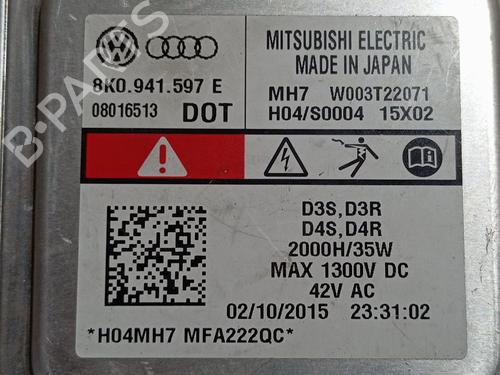 8K0.941.597 E
08016513 DOT
MITSUBISHI ELECTRIC
MADE IN JAPAN
MH7 W003T22071
H04/S0004 15X02
D3S,D3R
D4S,D4R
2000H/35W
MAX 1300V DC
42V AC
02/10/2015 23:31:02
*H04MH7 MFA222QC*